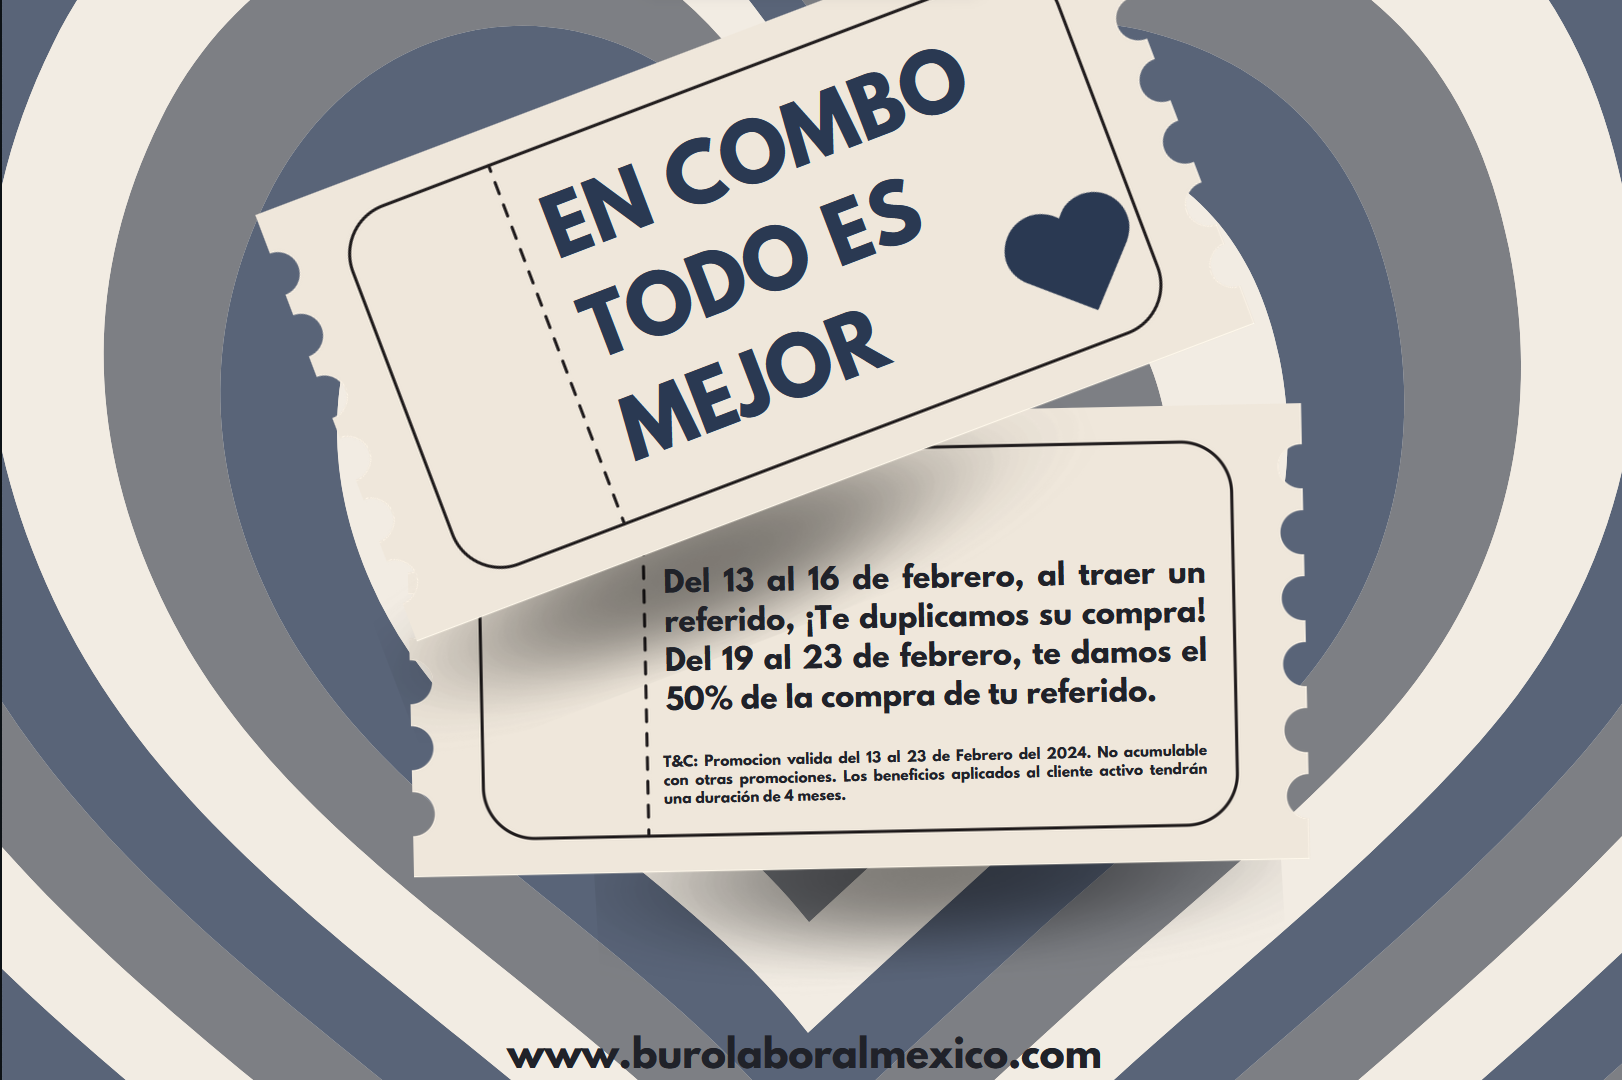 EN COMBO
TODO ES
MEJOR
Del 13 al 16 de febrero, al traer un
referido, ¡Te duplicamos su compra!
Del 19 al 23 de febrero, te damos el
50% de la compra de tu referido.
T&C: Promocion valida del 13 al 23 de Febrero del 2024. No acumulable
con otras promociones. Los beneficios aplicados al cliente activo tendrán
una duración de 4 meses.
www.burolaboralmexico.com